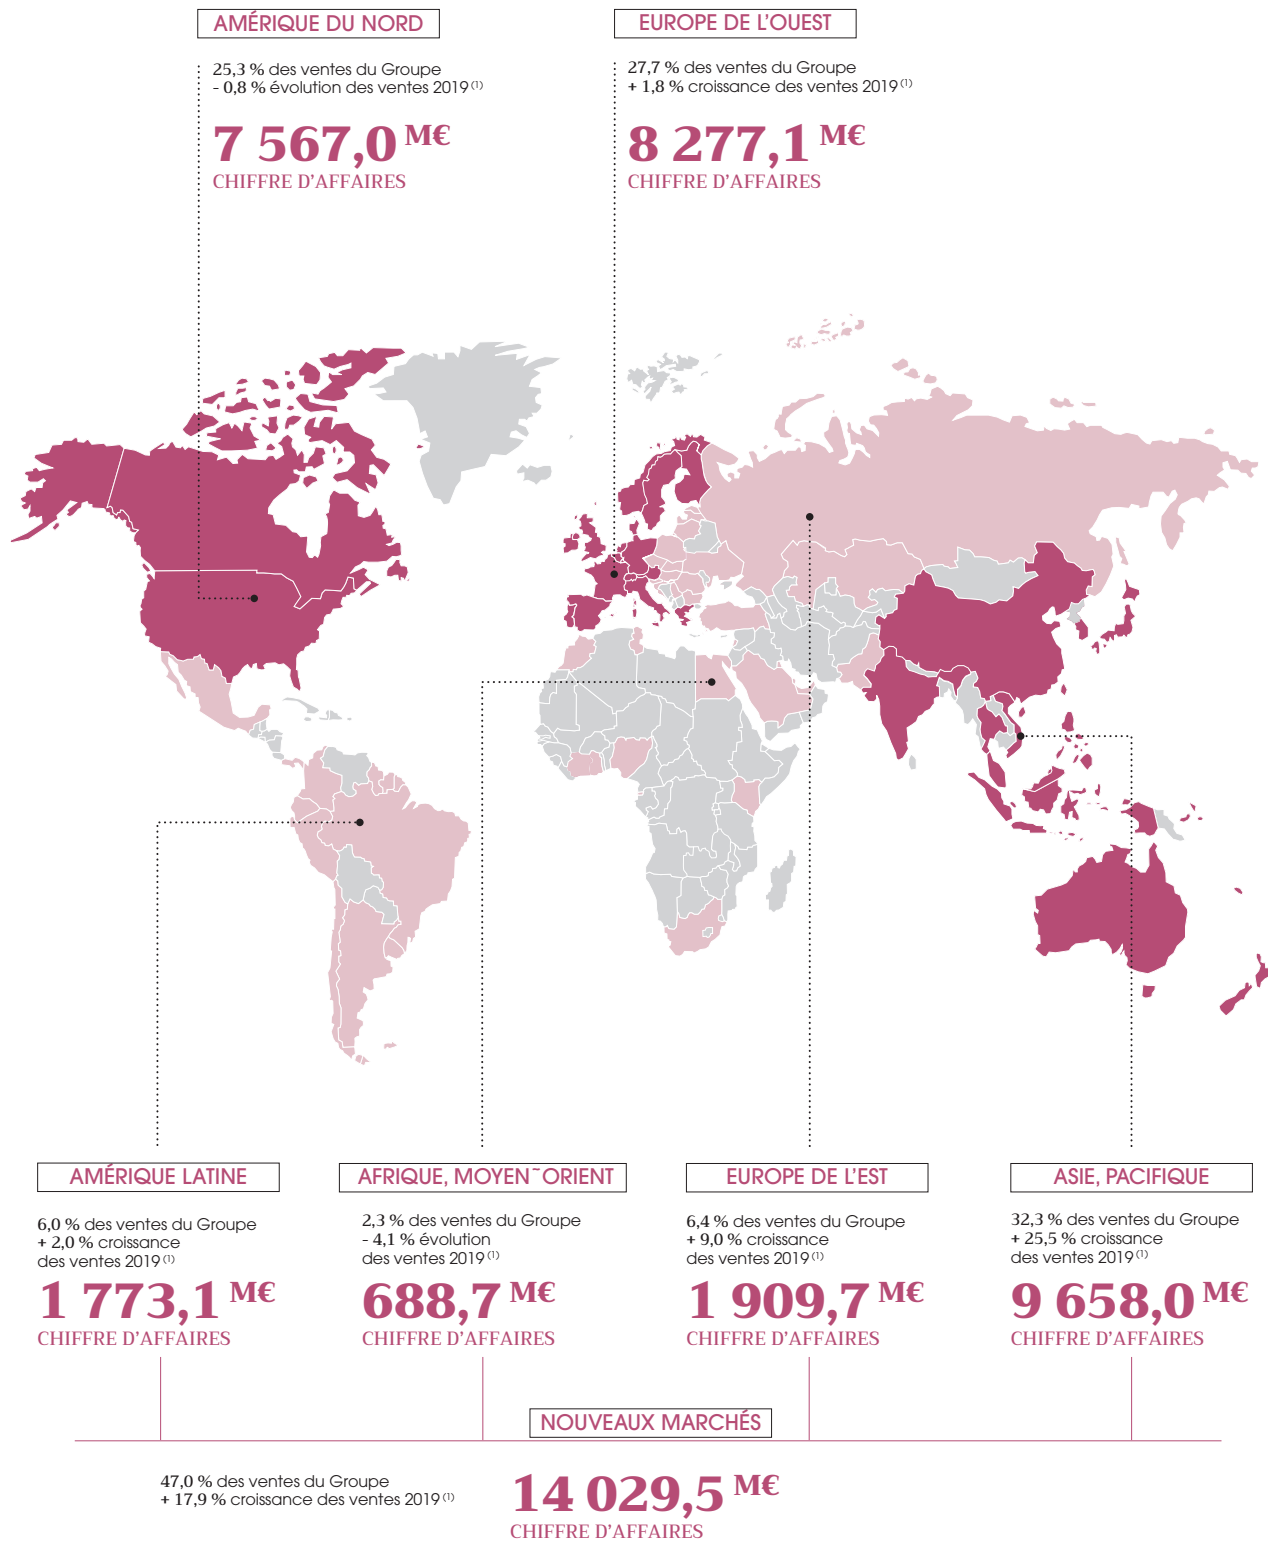 AMÉRIQUE DU NORD
25,3 % des ventes du Groupe
- 0,8 % évolution des ventes 2019 (1)
7 567,0 M€
CHIFFRE D'AFFAIRES
EUROPE DE L'OUEST
27,7 % des ventes du Groupe
+ 1,8 % croissance des ventes 2019 (1)
8 277,1 M€
CHIFFRE D'AFFAIRES
AMÉRIQUE LATINE
6,0 % des ventes du Groupe
+ 2,0 % croissance
des ventes 2019 (1)
1 773,1 M€
CHIFFRE D'AFFAIRES
AFRIQUE, MOYEN~ORIENT
2,3 % des ventes du Groupe
- 4,1 % évolution
des ventes 2019 (1)
688,7 M€
CHIFFRE D'AFFAIRES
EUROPE DE L'EST
6,4 % des ventes du Groupe
+ 9,0 % croissance
des ventes 2019 (1)
1 909,7 M€
CHIFFRE D'AFFAIRES
ASIE, PACIFIQUE
32,3 % des ventes du Groupe
+ 25,5 % croissance
des ventes 2019 (1)
9 658,0 M€
CHIFFRE D'AFFAIRES
NOUVEAUX MARCHÉS
47,0 % des ventes du Groupe
+ 17,9 % croissance des ventes 2019 (1)
14 029,5 M€
CHIFFRE D'AFFAIRES